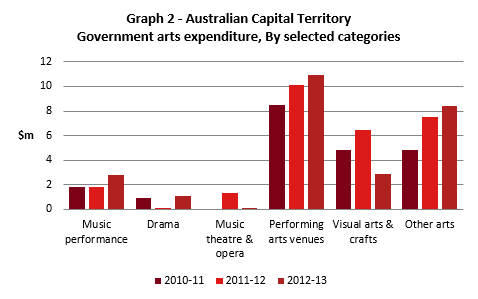 Graph 2 - Australian Capital Territory
Government arts expenditure, By selected categories
12
10
8
$m
6
4
2
0
Music performance
Drama
Music theatre & opera
Performing arts venues
Visual arts & crafts
Other arts
2010-11 2011-12 2012-13